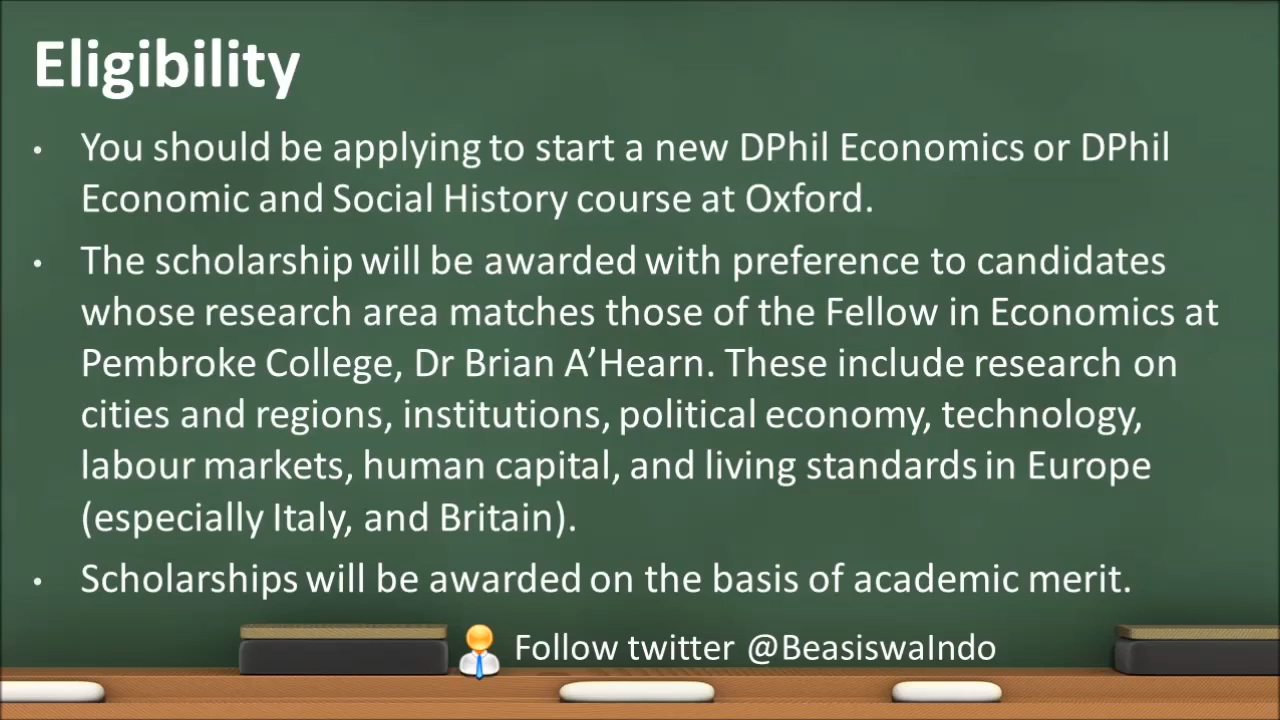 Eligibility
• You should be applying to start a new DPhil Economics or DPhil
Economic and Social History course at Oxford.
• The scholarship will be awarded with preference to candidates
whose research area matches those of the Fellow in Economics at
Pembroke College, Dr Brian A’Hearn. These include research on
cities and regions, institutions, political economy, technology,
labour markets, human capital, and living standards in Europe
(especially Italy, and Britain).
• Scholarships will be awarded on the basis of academic merit.
Follow twitter @BeasiswaIndo